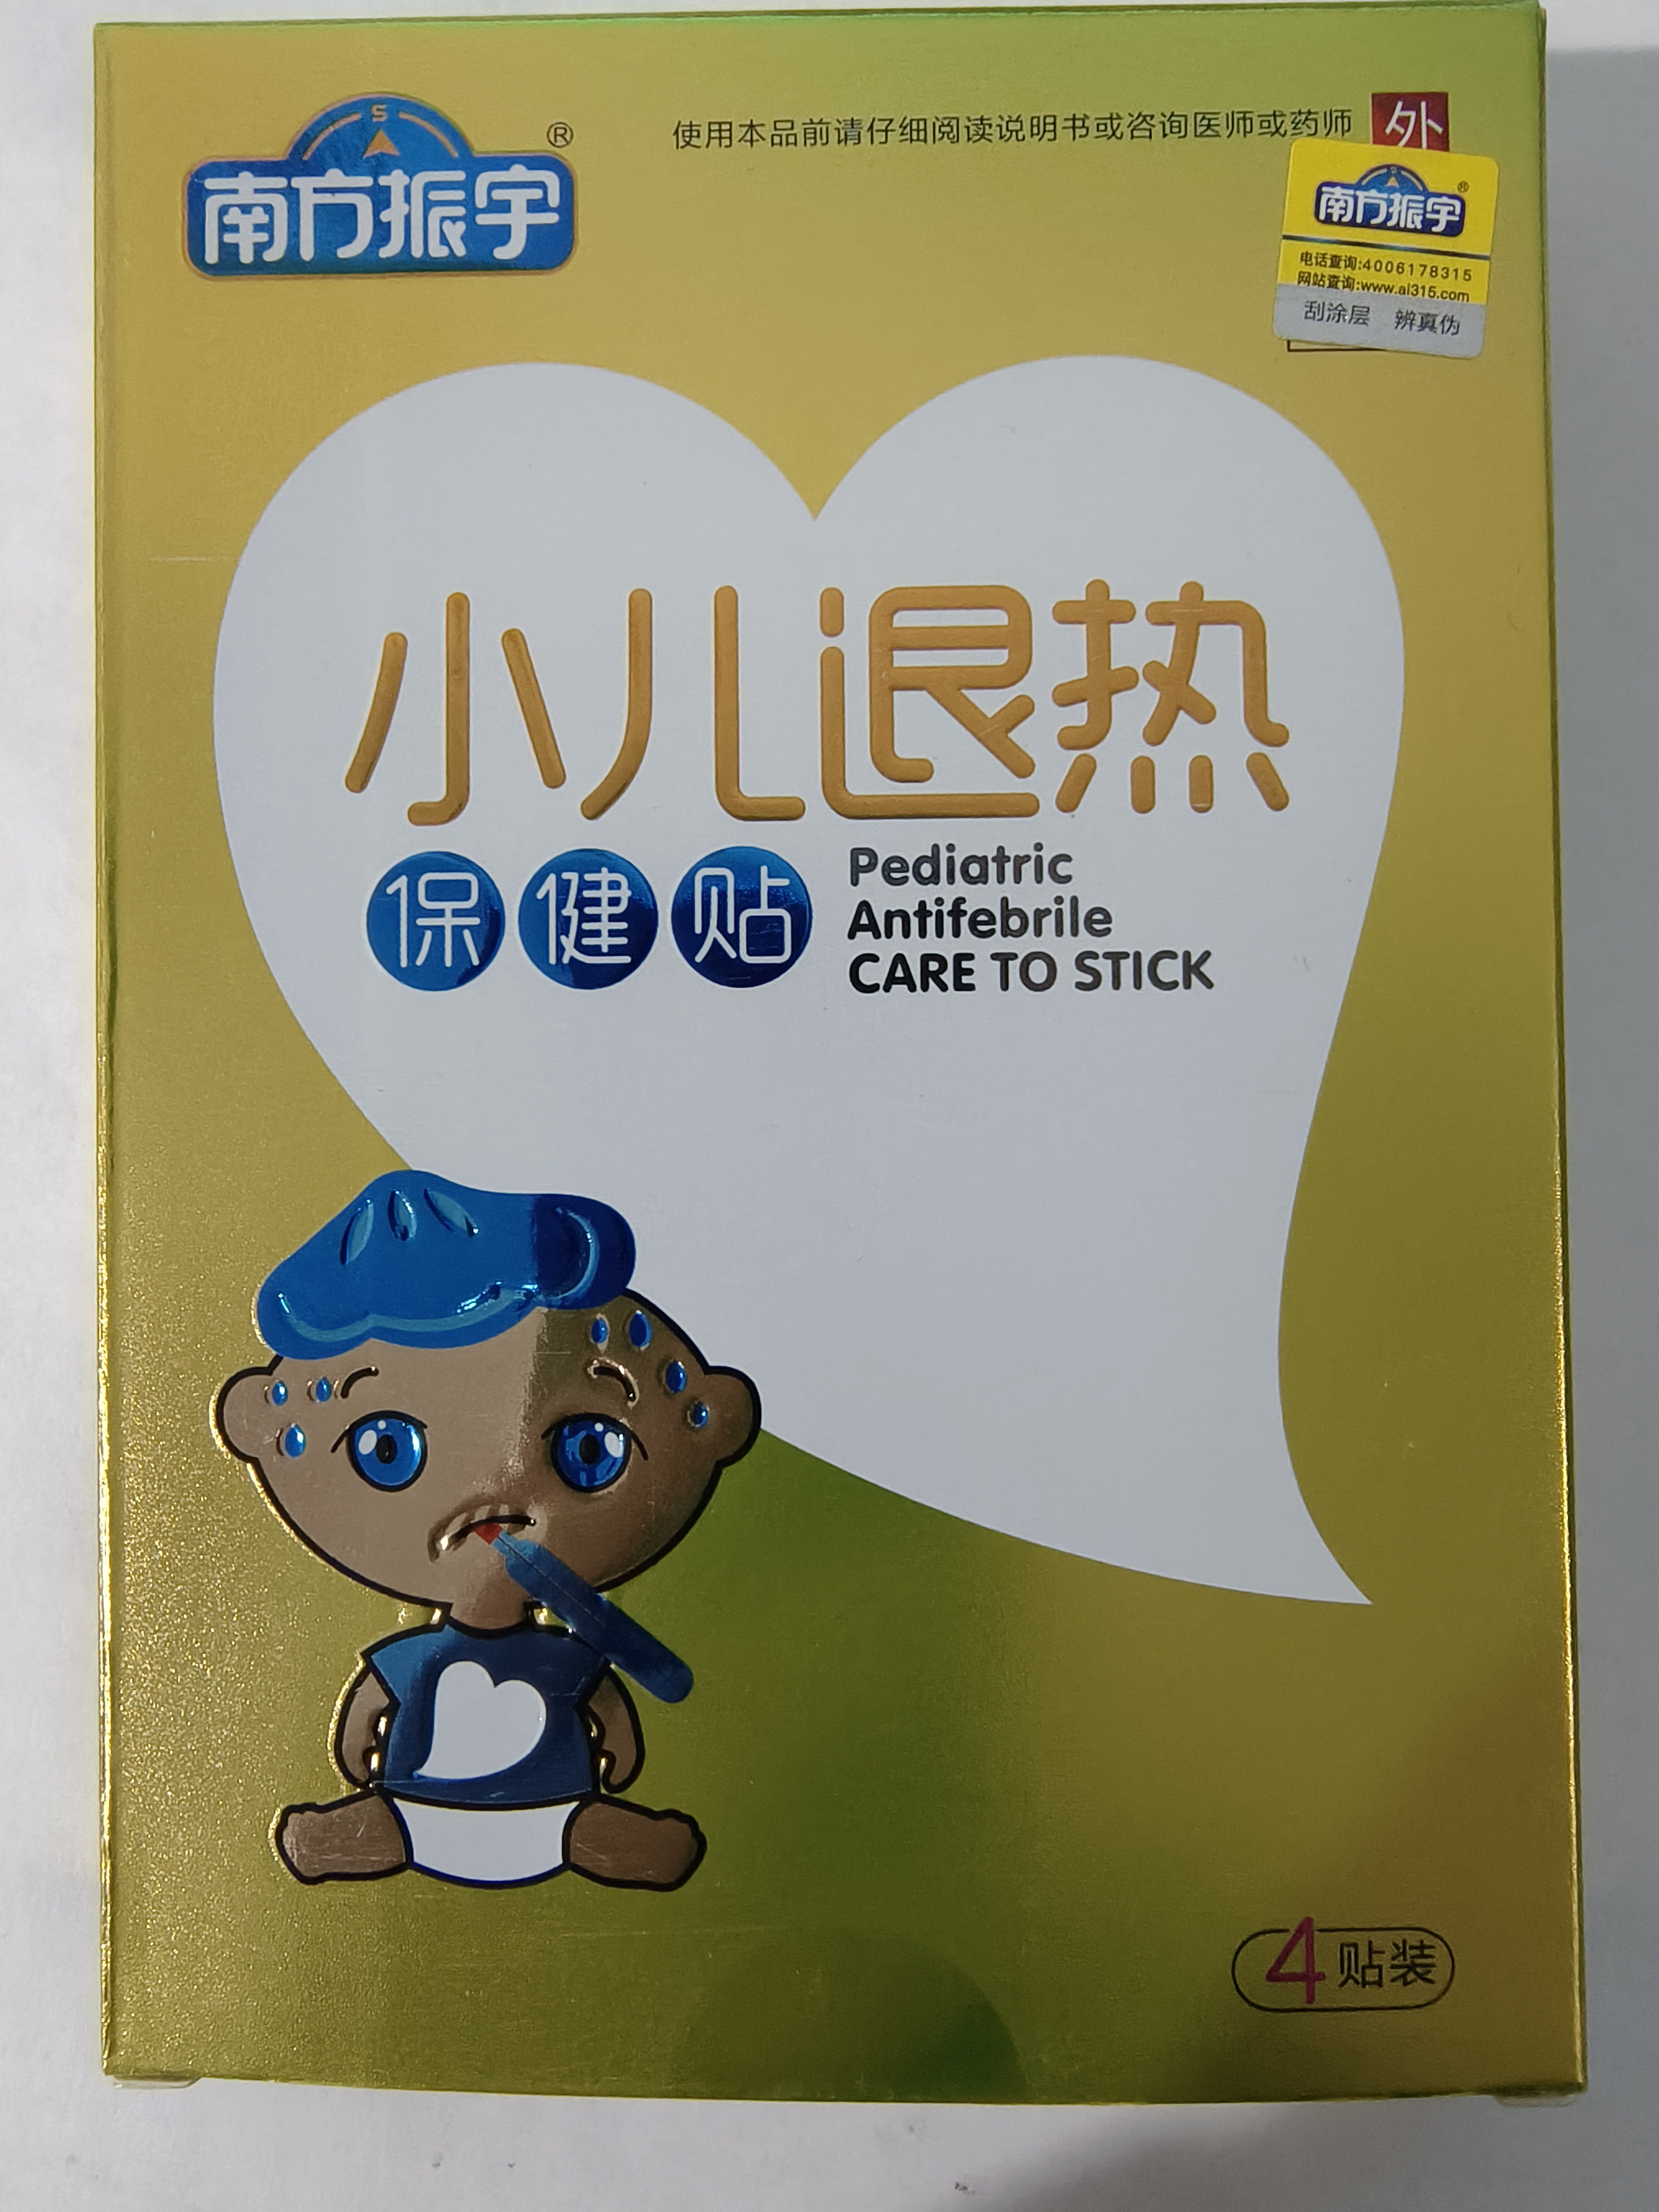 S
南方振宇
®
使用本品前请仔细阅读说明书或咨询医师或药师
外
南方振宇
®
电话查询:4006178315
网站查询:www.al315.com
刮涂层 辨真伪
小儿退热
保健贴
Pediatric
Antifebrile
CARE TO STICK
4贴装